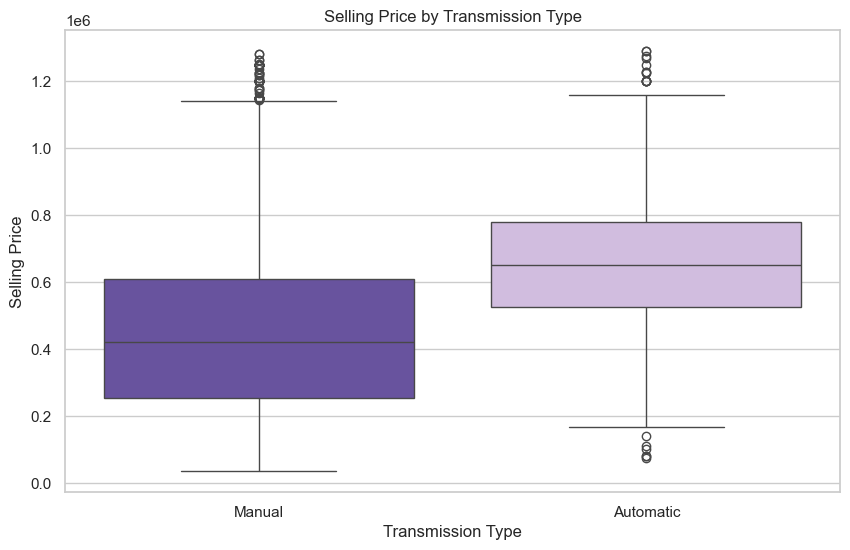 Selling Price by Transmission Type
1e6
1.2
1.0
0.8
0.6
0.4
0.2
0.0
Selling Price
Manual
Automatic
Transmission Type